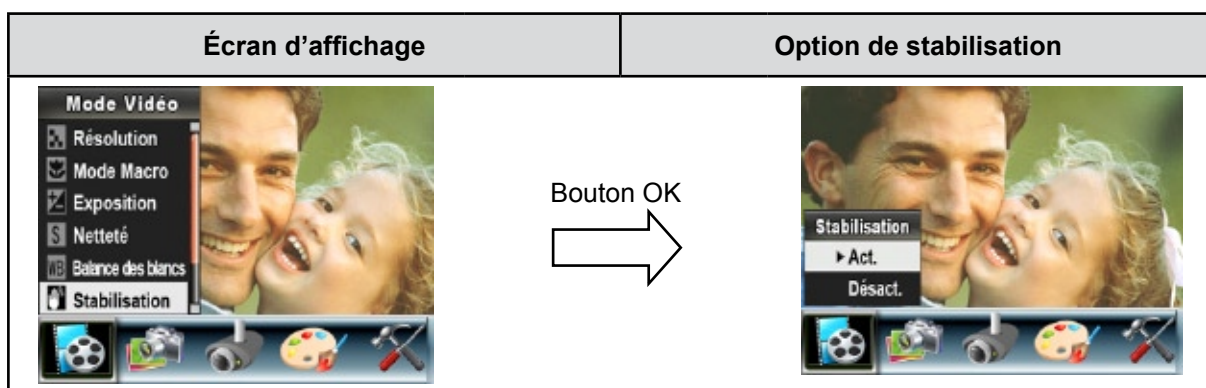 Écran d’affichage
Option de stabilisation
Mode Vidéo
Résolution
Mode Macro
Exposition
S Netteté
WB Balance des blancs
Stabilisation
Bouton OK
Stabilisation
Act.
Désact.